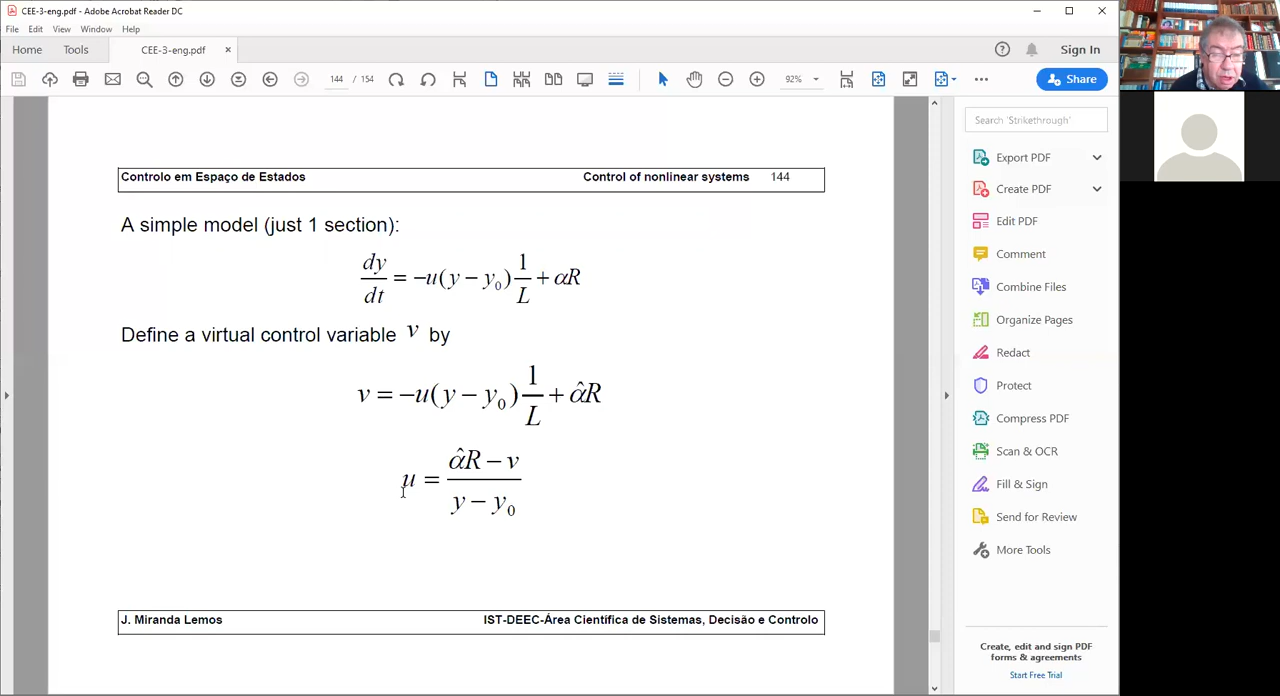 CEE-3-eng.pdf - Adobe Acrobat Reader DC
File Edit View Window Help
Home Tools CEE-3-eng.pdf × Sign In
144 / 154 92% Share
Controlo em Espaço de Estados Control of nonlinear systems 144
A simple model (just 1 section):
dy/dt = −u(y − y₀) 1/L + αR
Define a virtual control variable v by
v = −u(y − y₀) 1/L + α̂R
u = (α̂R − v)/(y − y₀)
J. Miranda Lemos IST-DEEC-Área Científica de Sistemas, Decisão e Controlo
Search 'Strikethrough'
Export PDF
Create PDF
Edit PDF
Comment
Combine Files
Organize Pages
Redact
Protect
Compress PDF
Scan & OCR
Fill & Sign
Send for Review
More Tools
Create, edit and sign PDF
forms & agreements
Start Free Trial